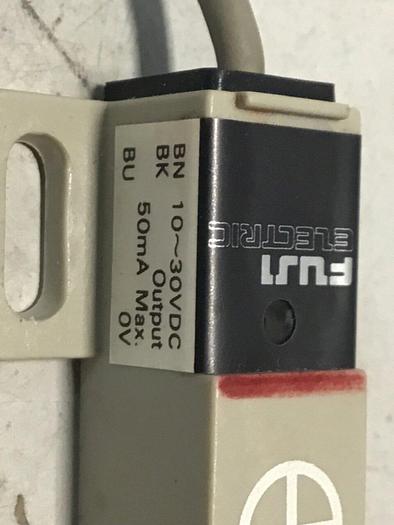 BN 10~30VDC
BK Output
50mA Max.
BU 0V
FUJI
ELECTRIC